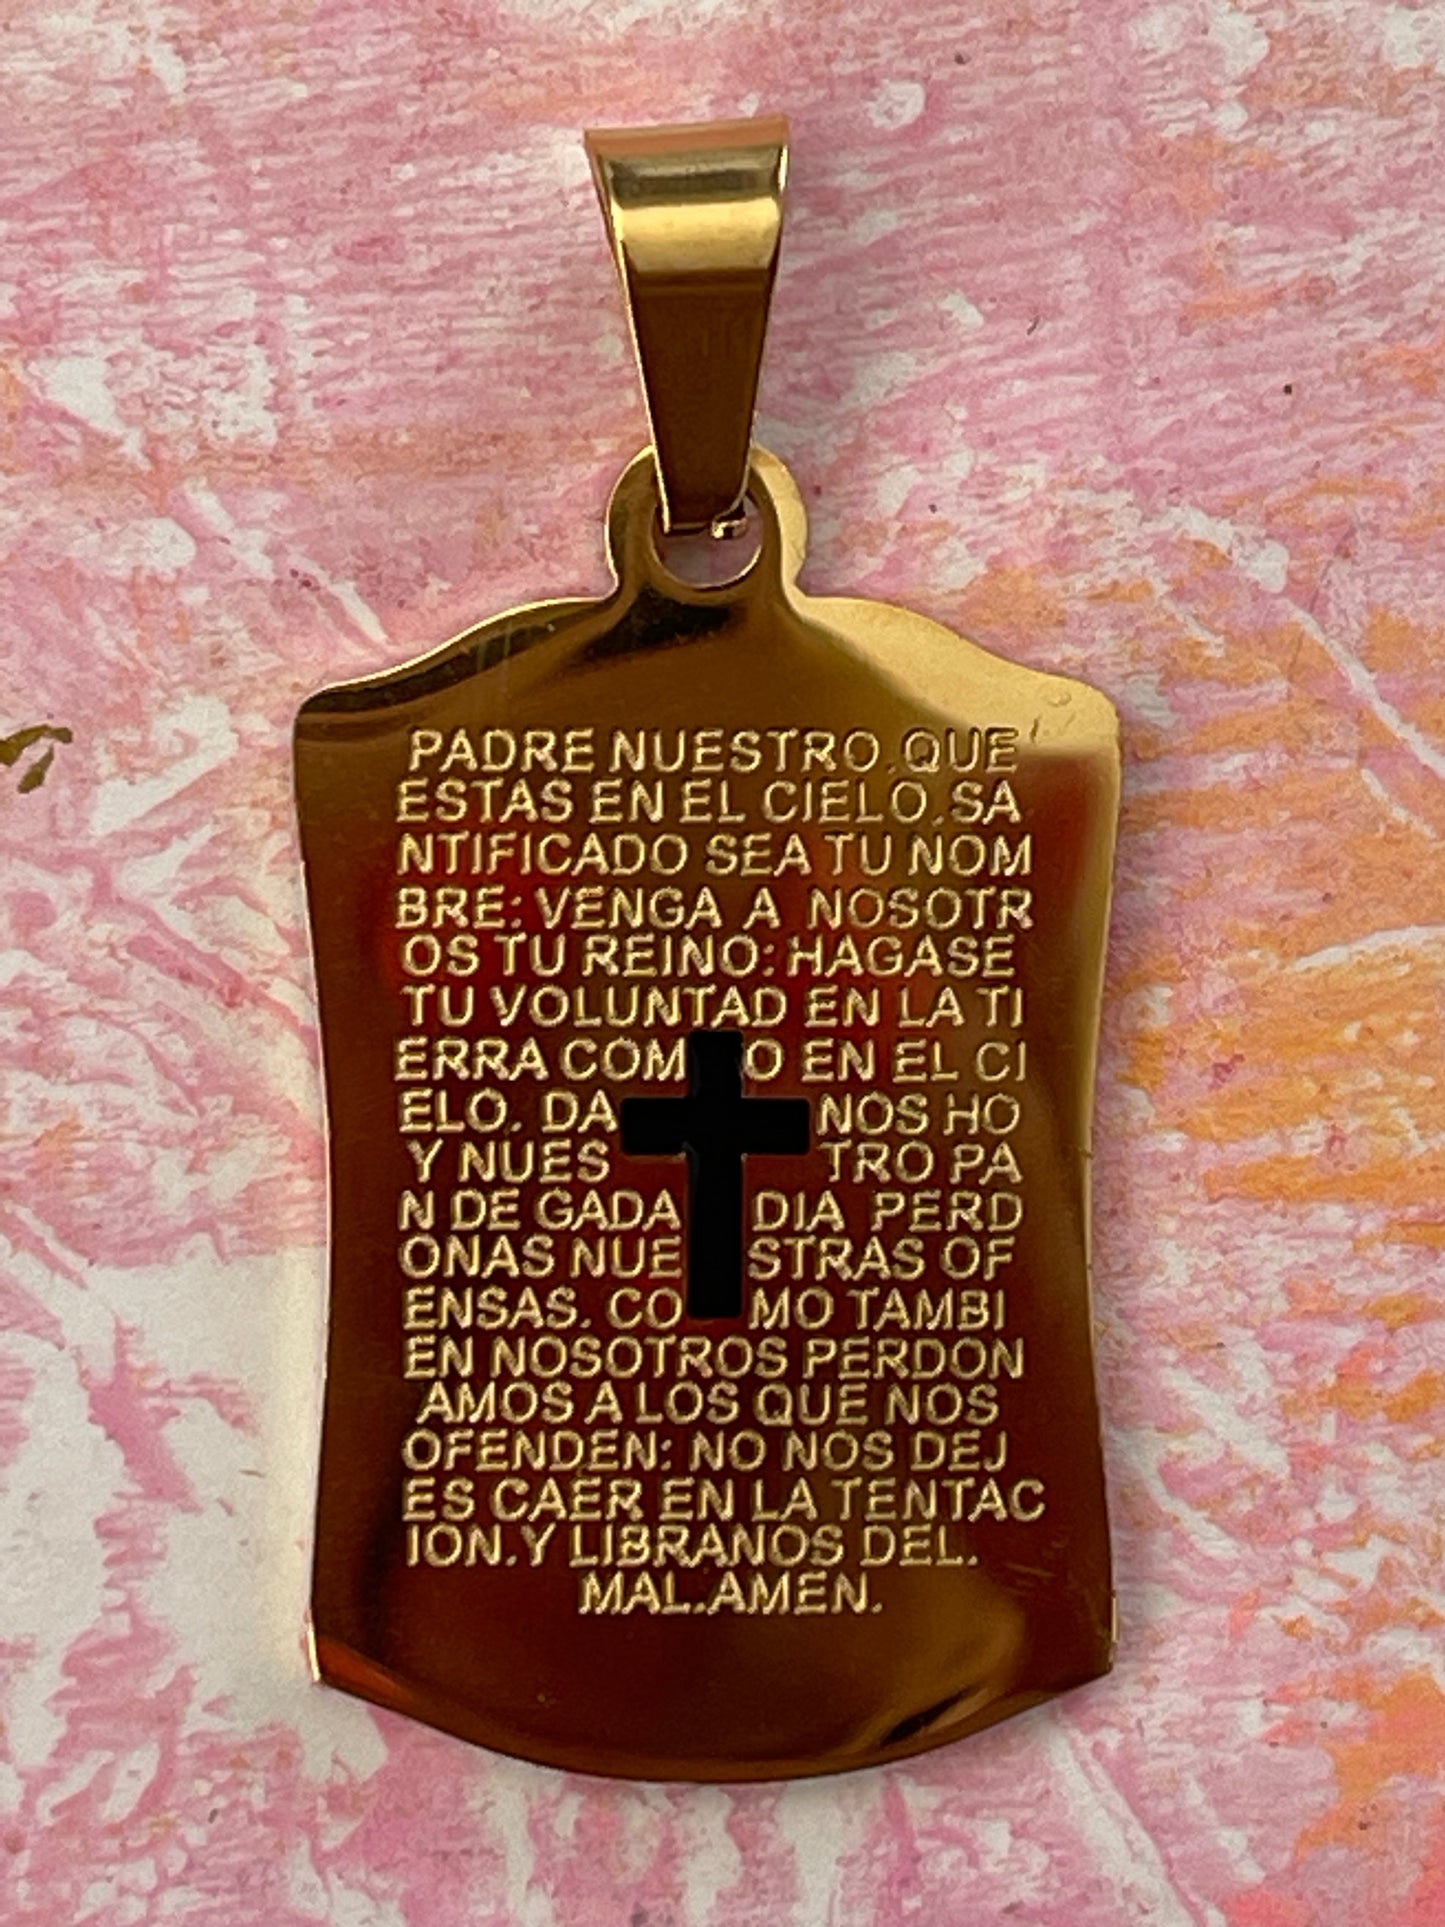 PADRE NUESTRO.QUE
ESTAS EN EL CIELO.SA
NTIFICADO SEA TU NOM
BRE: VENGA A NOSOTR
OS TU REINO: HAGASE
TU VOLUNTAD EN LA TI
ERRA COM O EN EL CI
ELO. DA NOS HO
Y NUES TRO PA
N DE GADA DIA PERD
ONAS NUE STRAS OF
ENSAS. CO MO TAMBI
EN NOSOTROS PERDON
AMOS A LOS QUE NOS
OFENDEN: NO NOS DEJ
ES CAER EN LA TENTAC
ION.Y LIBRANOS DEL.
MAL.AMEN.